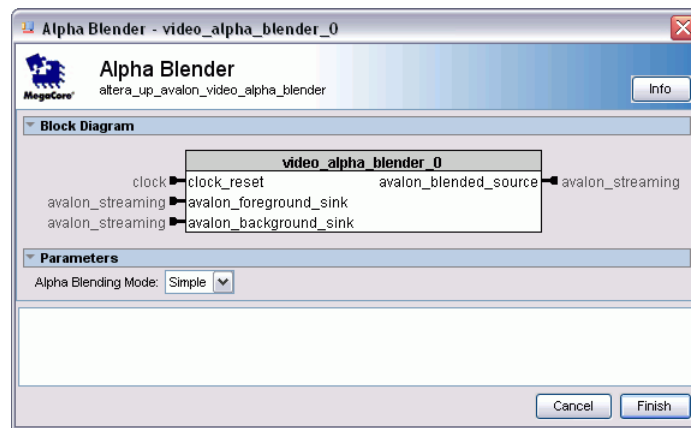 Alpha Blender - video_alpha_blender_0
Alpha Blender
altera_up_avalon_video_alpha_blender
MegaCore®
Info
Block Diagram
video_alpha_blender_0
clock clock_reset avalon_blended_source avalon_streaming
avalon_streaming avalon_foreground_sink
avalon_streaming avalon_background_sink
Parameters
Alpha Blending Mode: Simple
Cancel Finish